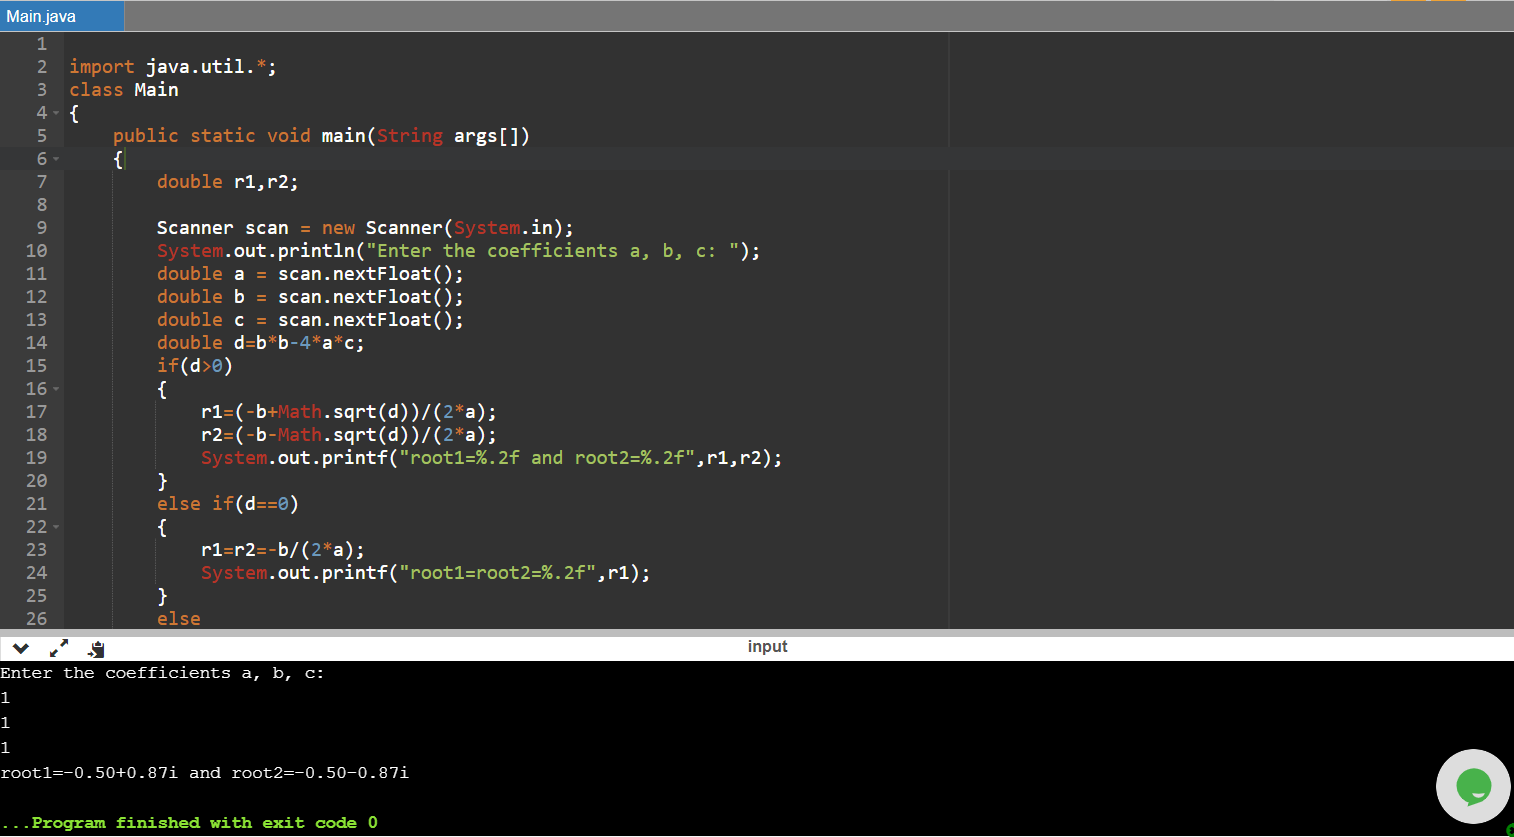 Main.java
1
2 import java.util.*;
3 class Main
4 {
5     public static void main(String args[])
6     {
7         double r1,r2;
8
9         Scanner scan = new Scanner(System.in);
10         System.out.println("Enter the coefficients a, b, c: ");
11         double a = scan.nextFloat();
12         double b = scan.nextFloat();
13         double c = scan.nextFloat();
14         double d=b*b-4*a*c;
15         if(d>0)
16         {
17             r1=(-b+Math.sqrt(d))/(2*a);
18             r2=(-b-Math.sqrt(d))/(2*a);
19             System.out.printf("root1=%.2f and root2=%.2f",r1,r2);
20         }
21         else if(d==0)
22         {
23             r1=r2=-b/(2*a);
24             System.out.printf("root1=root2=%.2f",r1);
25         }
26         else
input
Enter the coefficients a, b, c:
1
1
1
root1=-0.50+0.87i and root2=-0.50-0.87i
...Program finished with exit code 0